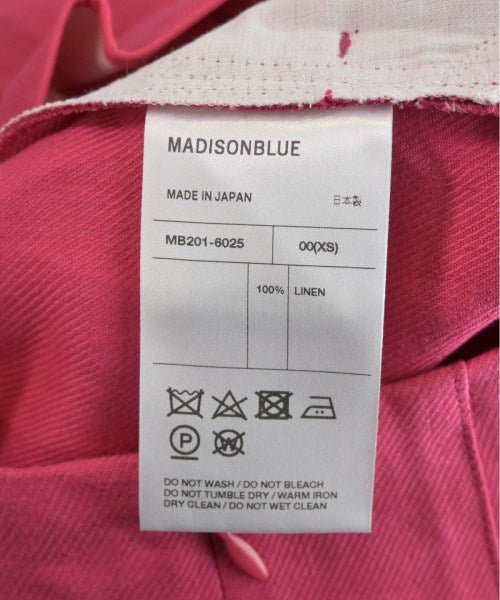 MADISONBLUE
MADE IN JAPAN 日本製
MB201-6025 00(XS)
100% LINEN
P W
DO NOT WASH / DO NOT BLEACH
DO NOT TUMBLE DRY / WARM IRON
DRY CLEAN / DO NOT WET CLEAN